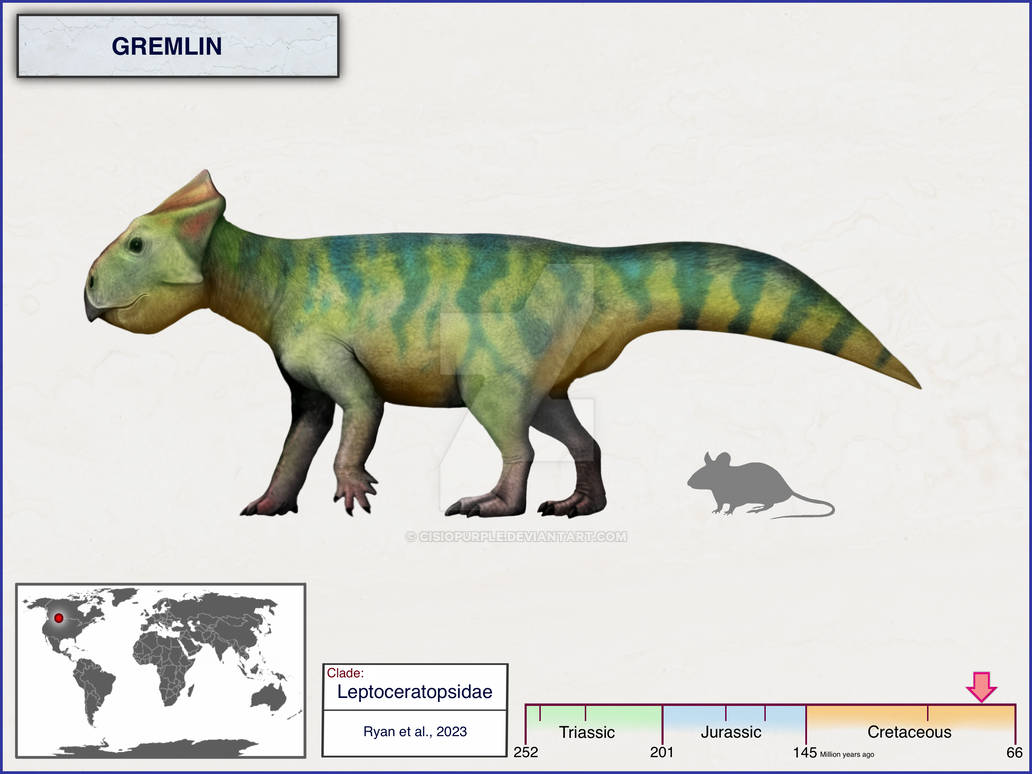 GREMLIN
© CISIOPURPLE.DEVIANTART.COM
Clade:
Leptoceratopsidae
Ryan et al., 2023
Triassic Jurassic Cretaceous
252 201 145 Million years ago 66